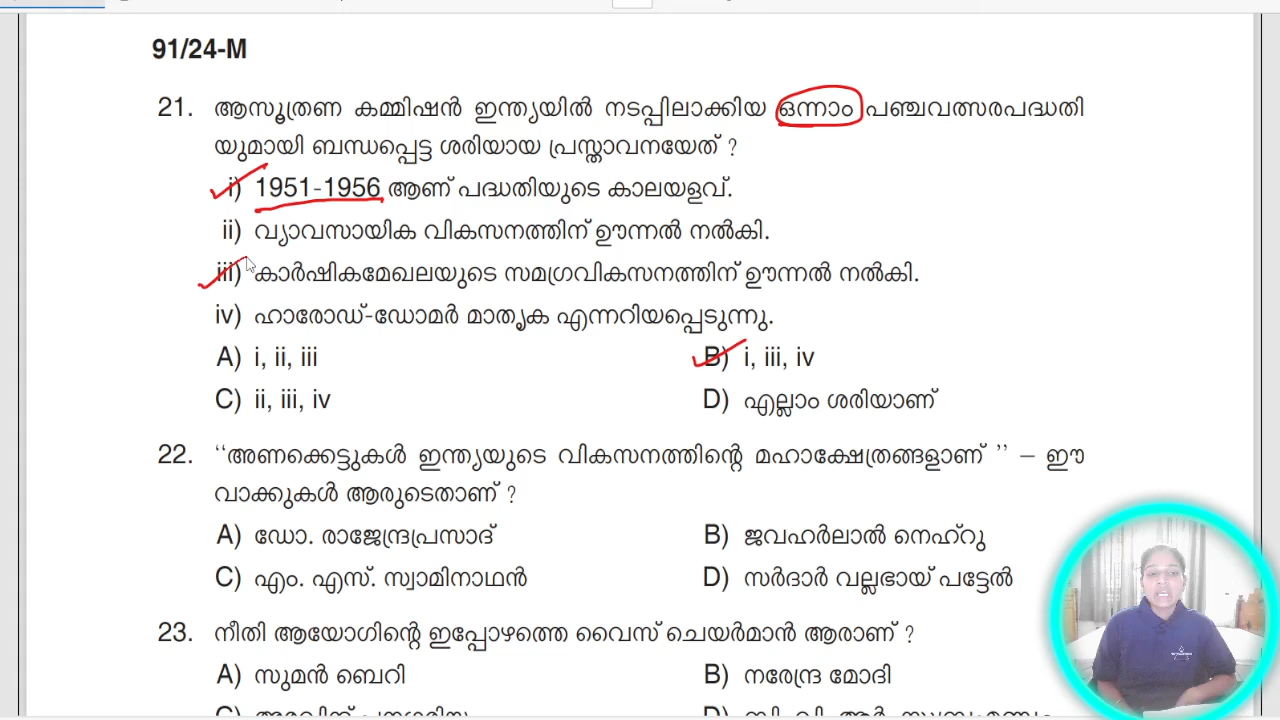 91/24-M
21. ആസൂത്രണ കമ്മിഷൻ ഇന്ത്യയിൽ നടപ്പിലാക്കിയ ഒന്നാം പഞ്ചവത്സരപദ്ധതി
യുമായി ബന്ധപ്പെട്ട ശരിയായ പ്രസ്താവനയേത് ?
i) 1951-1956 ആണ് പദ്ധതിയുടെ കാലയളവ്.
ii) വ്യാവസായിക വികസനത്തിന് ഊന്നൽ നൽകി.
iii) കാർഷികമേഖലയുടെ സമഗ്രവികസനത്തിന് ഊന്നൽ നൽകി.
iv) ഹാരോഡ്-ഡോമർ മാതൃക എന്നറിയപ്പെടുന്നു.
A) i, ii, iii B) i, iii, iv
C) ii, iii, iv D) എല്ലാം ശരിയാണ്
22. ‘‘അണക്കെട്ടുകൾ ഇന്ത്യയുടെ വികസനത്തിന്റെ മഹാക്ഷേത്രങ്ങളാണ് ’’ – ഈ
വാക്കുകൾ ആരുടെതാണ് ?
A) ഡോ. രാജേന്ദ്രപ്രസാദ് B) ജവഹർലാൽ നെഹ്റു
C) എം. എസ്. സ്വാമിനാഥൻ D) സർദാർ വല്ലഭായ് പട്ടേൽ
23. നീതി ആയോഗിന്റെ ഇപ്പോഴത്തെ വൈസ് ചെയർമാൻ ആരാണ് ?
A) സുമൻ ബെറി B) നരേന്ദ്ര മോദി